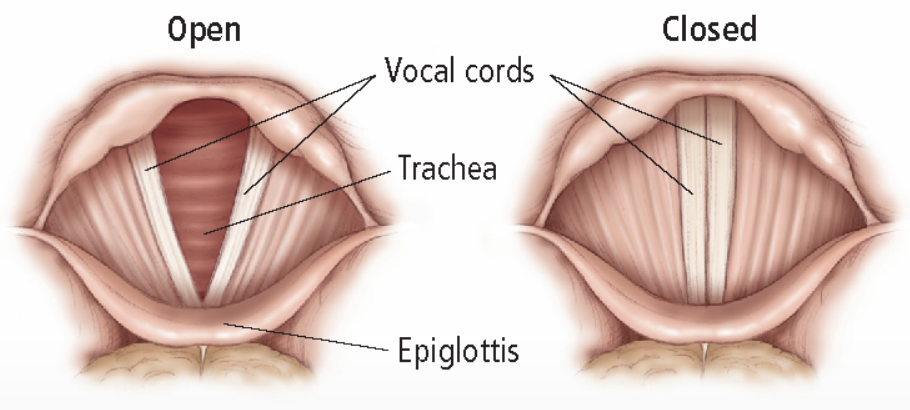 Open
Closed
Vocal cords
Trachea
Epiglottis